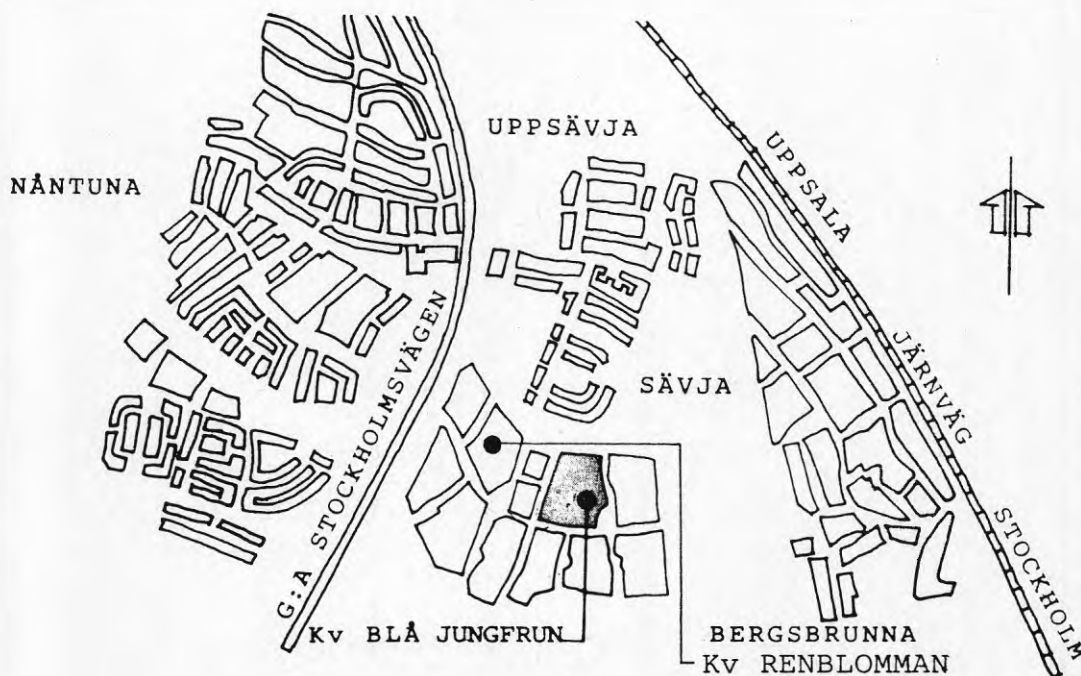 UPPSÄVJA
NÅNTUNA
UPPSALA
JÄRNVÄG
STOCKHOLM
G:A STOCKHOLMSVÄGEN
SÄVJA
Kv BLÅ JUNGFRUN
BERGSBRUNNA
Kv RENBLOMMAN